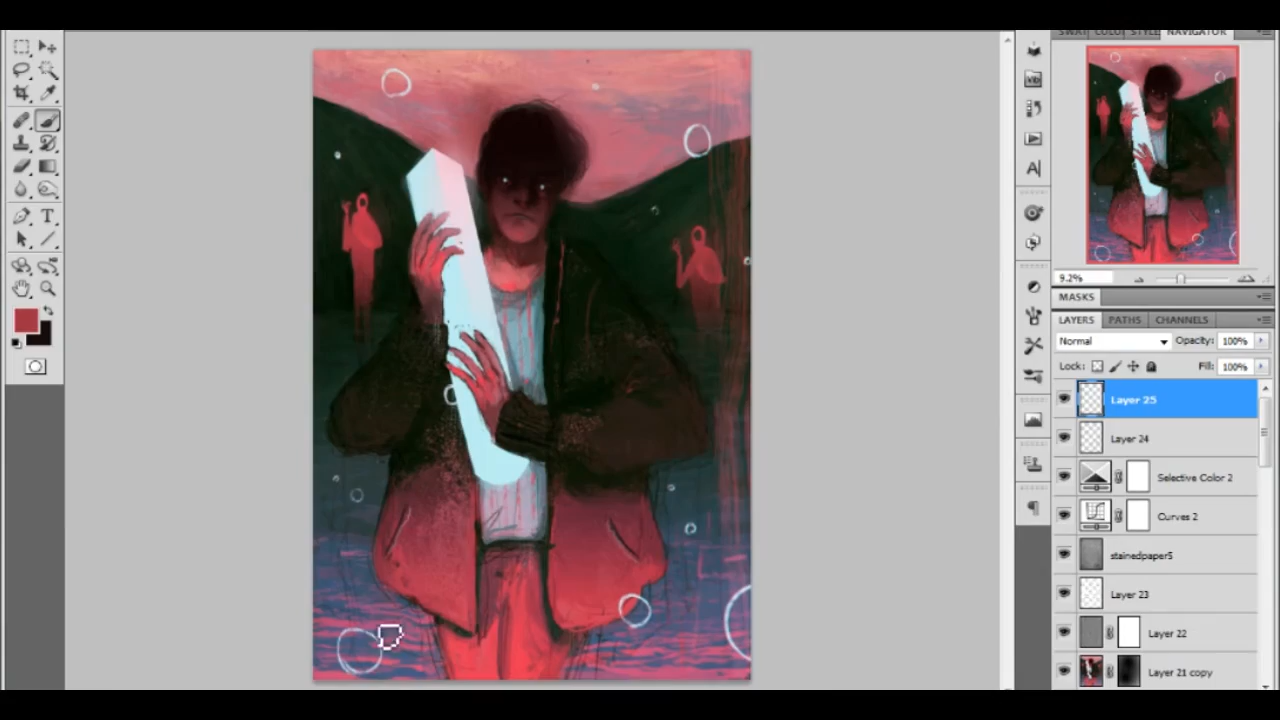 SWAT COLO STYLE NAVIGATOR
9.2%
MASKS
LAYERS PATHS CHANNELS
Normal Opacity: 100%
Lock: Fill: 100%
Layer 25
Layer 24
Selective Color 2
Curves 2
stainedpaper5
Layer 23
Layer 22
Layer 21 copy